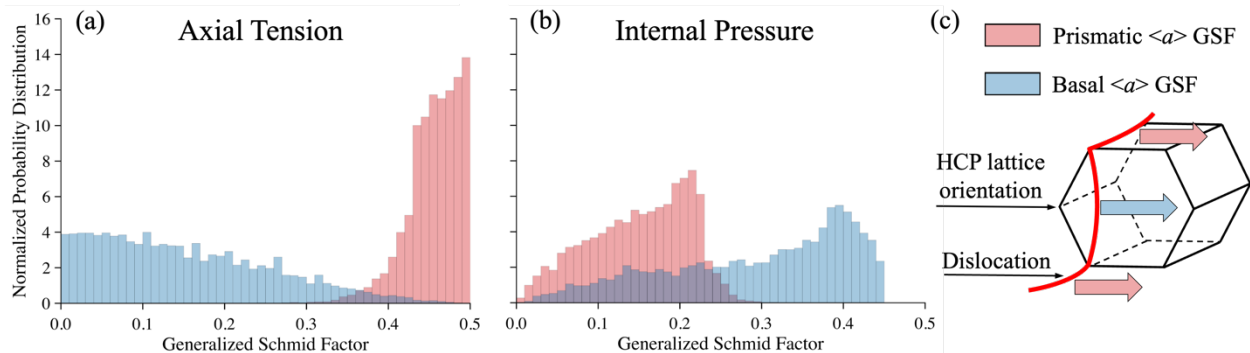 (a)
Axial Tension
Normalized Probability Distribution
16
14
12
10
8
6
4
2
0
0.0 0.1 0.2 0.3 0.4 0.5
Generalized Schmid Factor
(b)
Internal Pressure
0.0 0.1 0.2 0.3 0.4 0.5
Generalized Schmid Factor
(c)
Prismatic <a> GSF
Basal <a> GSF
HCP lattice
orientation
Dislocation